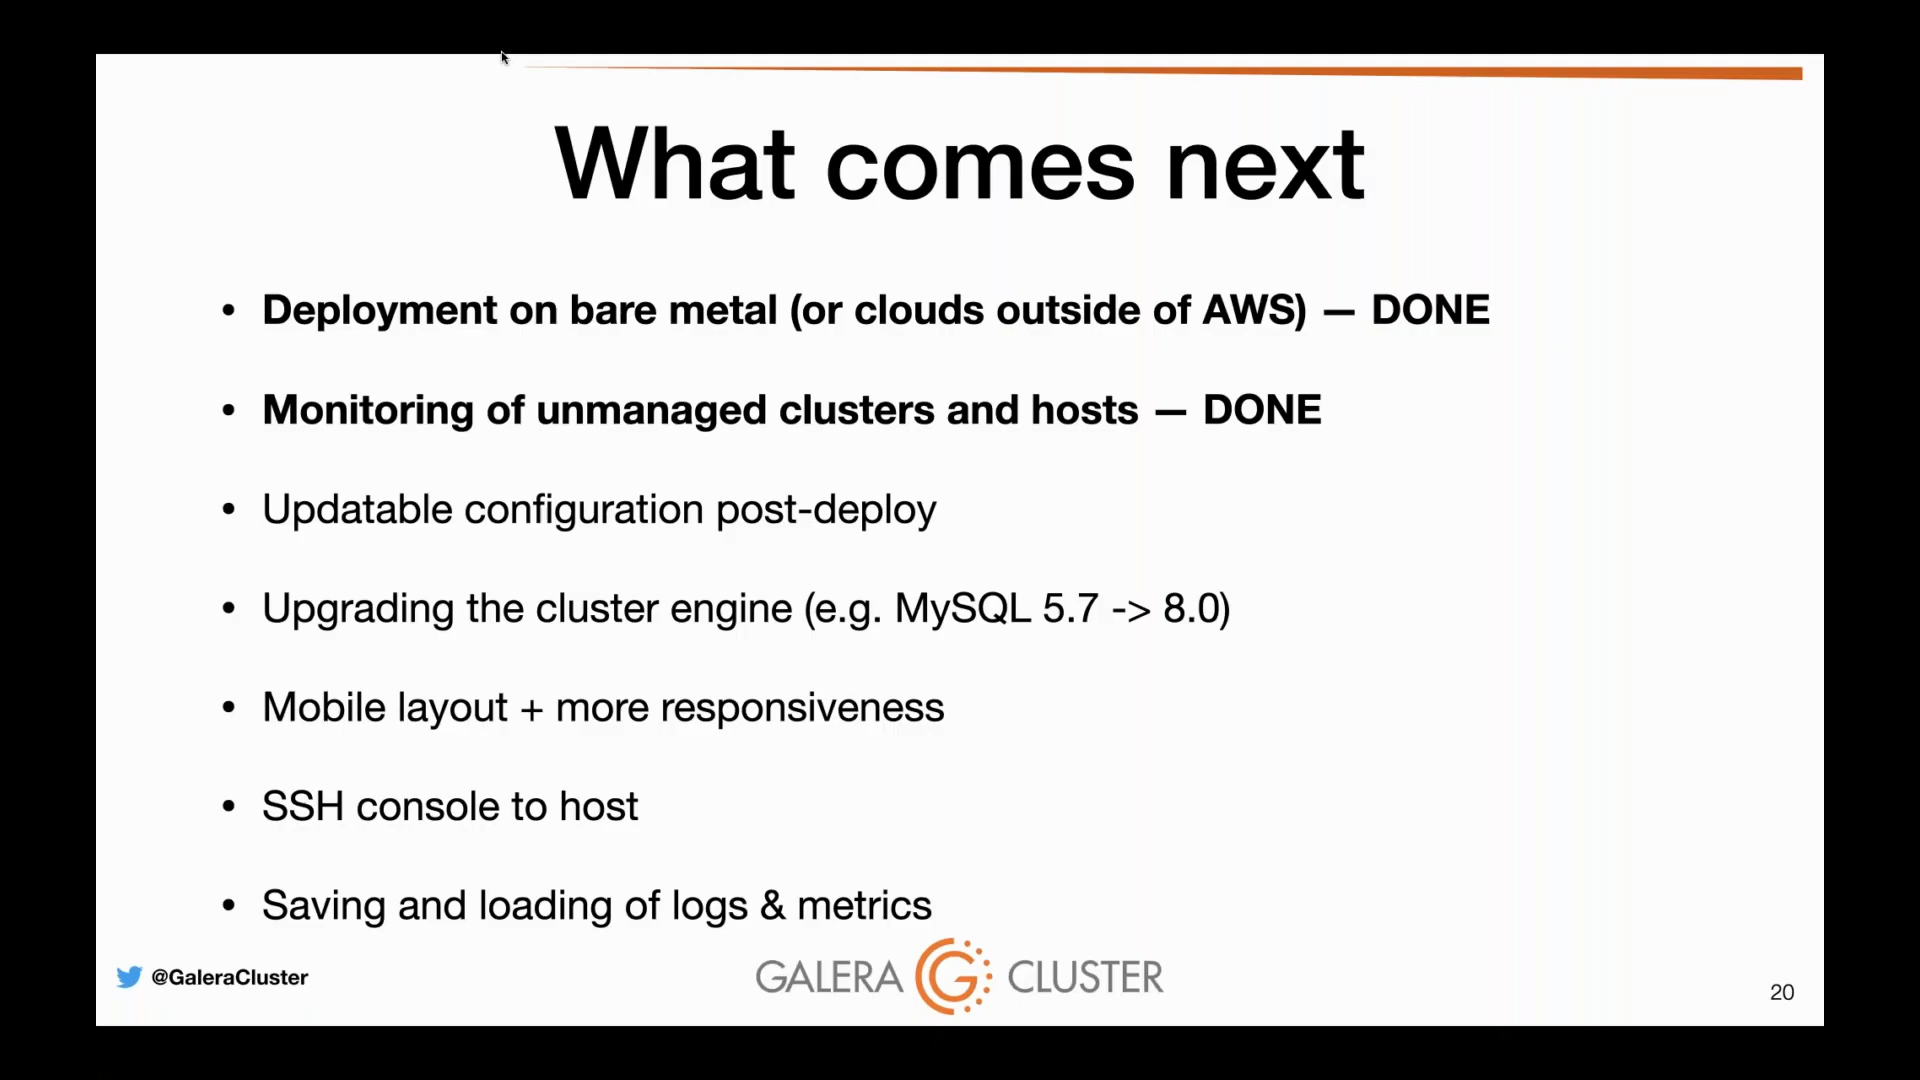 What comes next
• Deployment on bare metal (or clouds outside of AWS) — DONE
• Monitoring of unmanaged clusters and hosts — DONE
• Updatable configuration post-deploy
• Upgrading the cluster engine (e.g. MySQL 5.7 -> 8.0)
• Mobile layout + more responsiveness
• SSH console to host
• Saving and loading of logs & metrics
@GaleraCluster
GALERA G CLUSTER
20